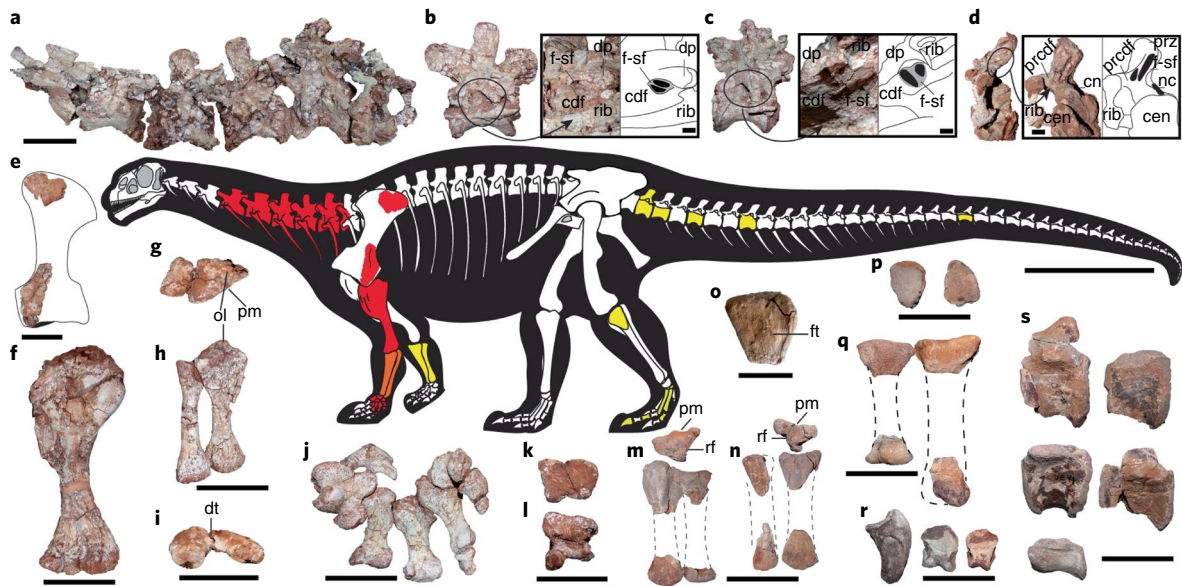 a
b
f-sf
dp
cdf
rib
f-sf
dp
cdf
rib
c
dp
rib
cdf
f-sf
dp
rib
cdf
f-sf
d
prcdf
cn
rib
cen
prcdf
prz
f-sf
nc
rib
cen
e
f
g
ol
pm
h
i
dt
j
k
l
m
pm
rf
n
pm
rf
o
ft
p
q
r
s